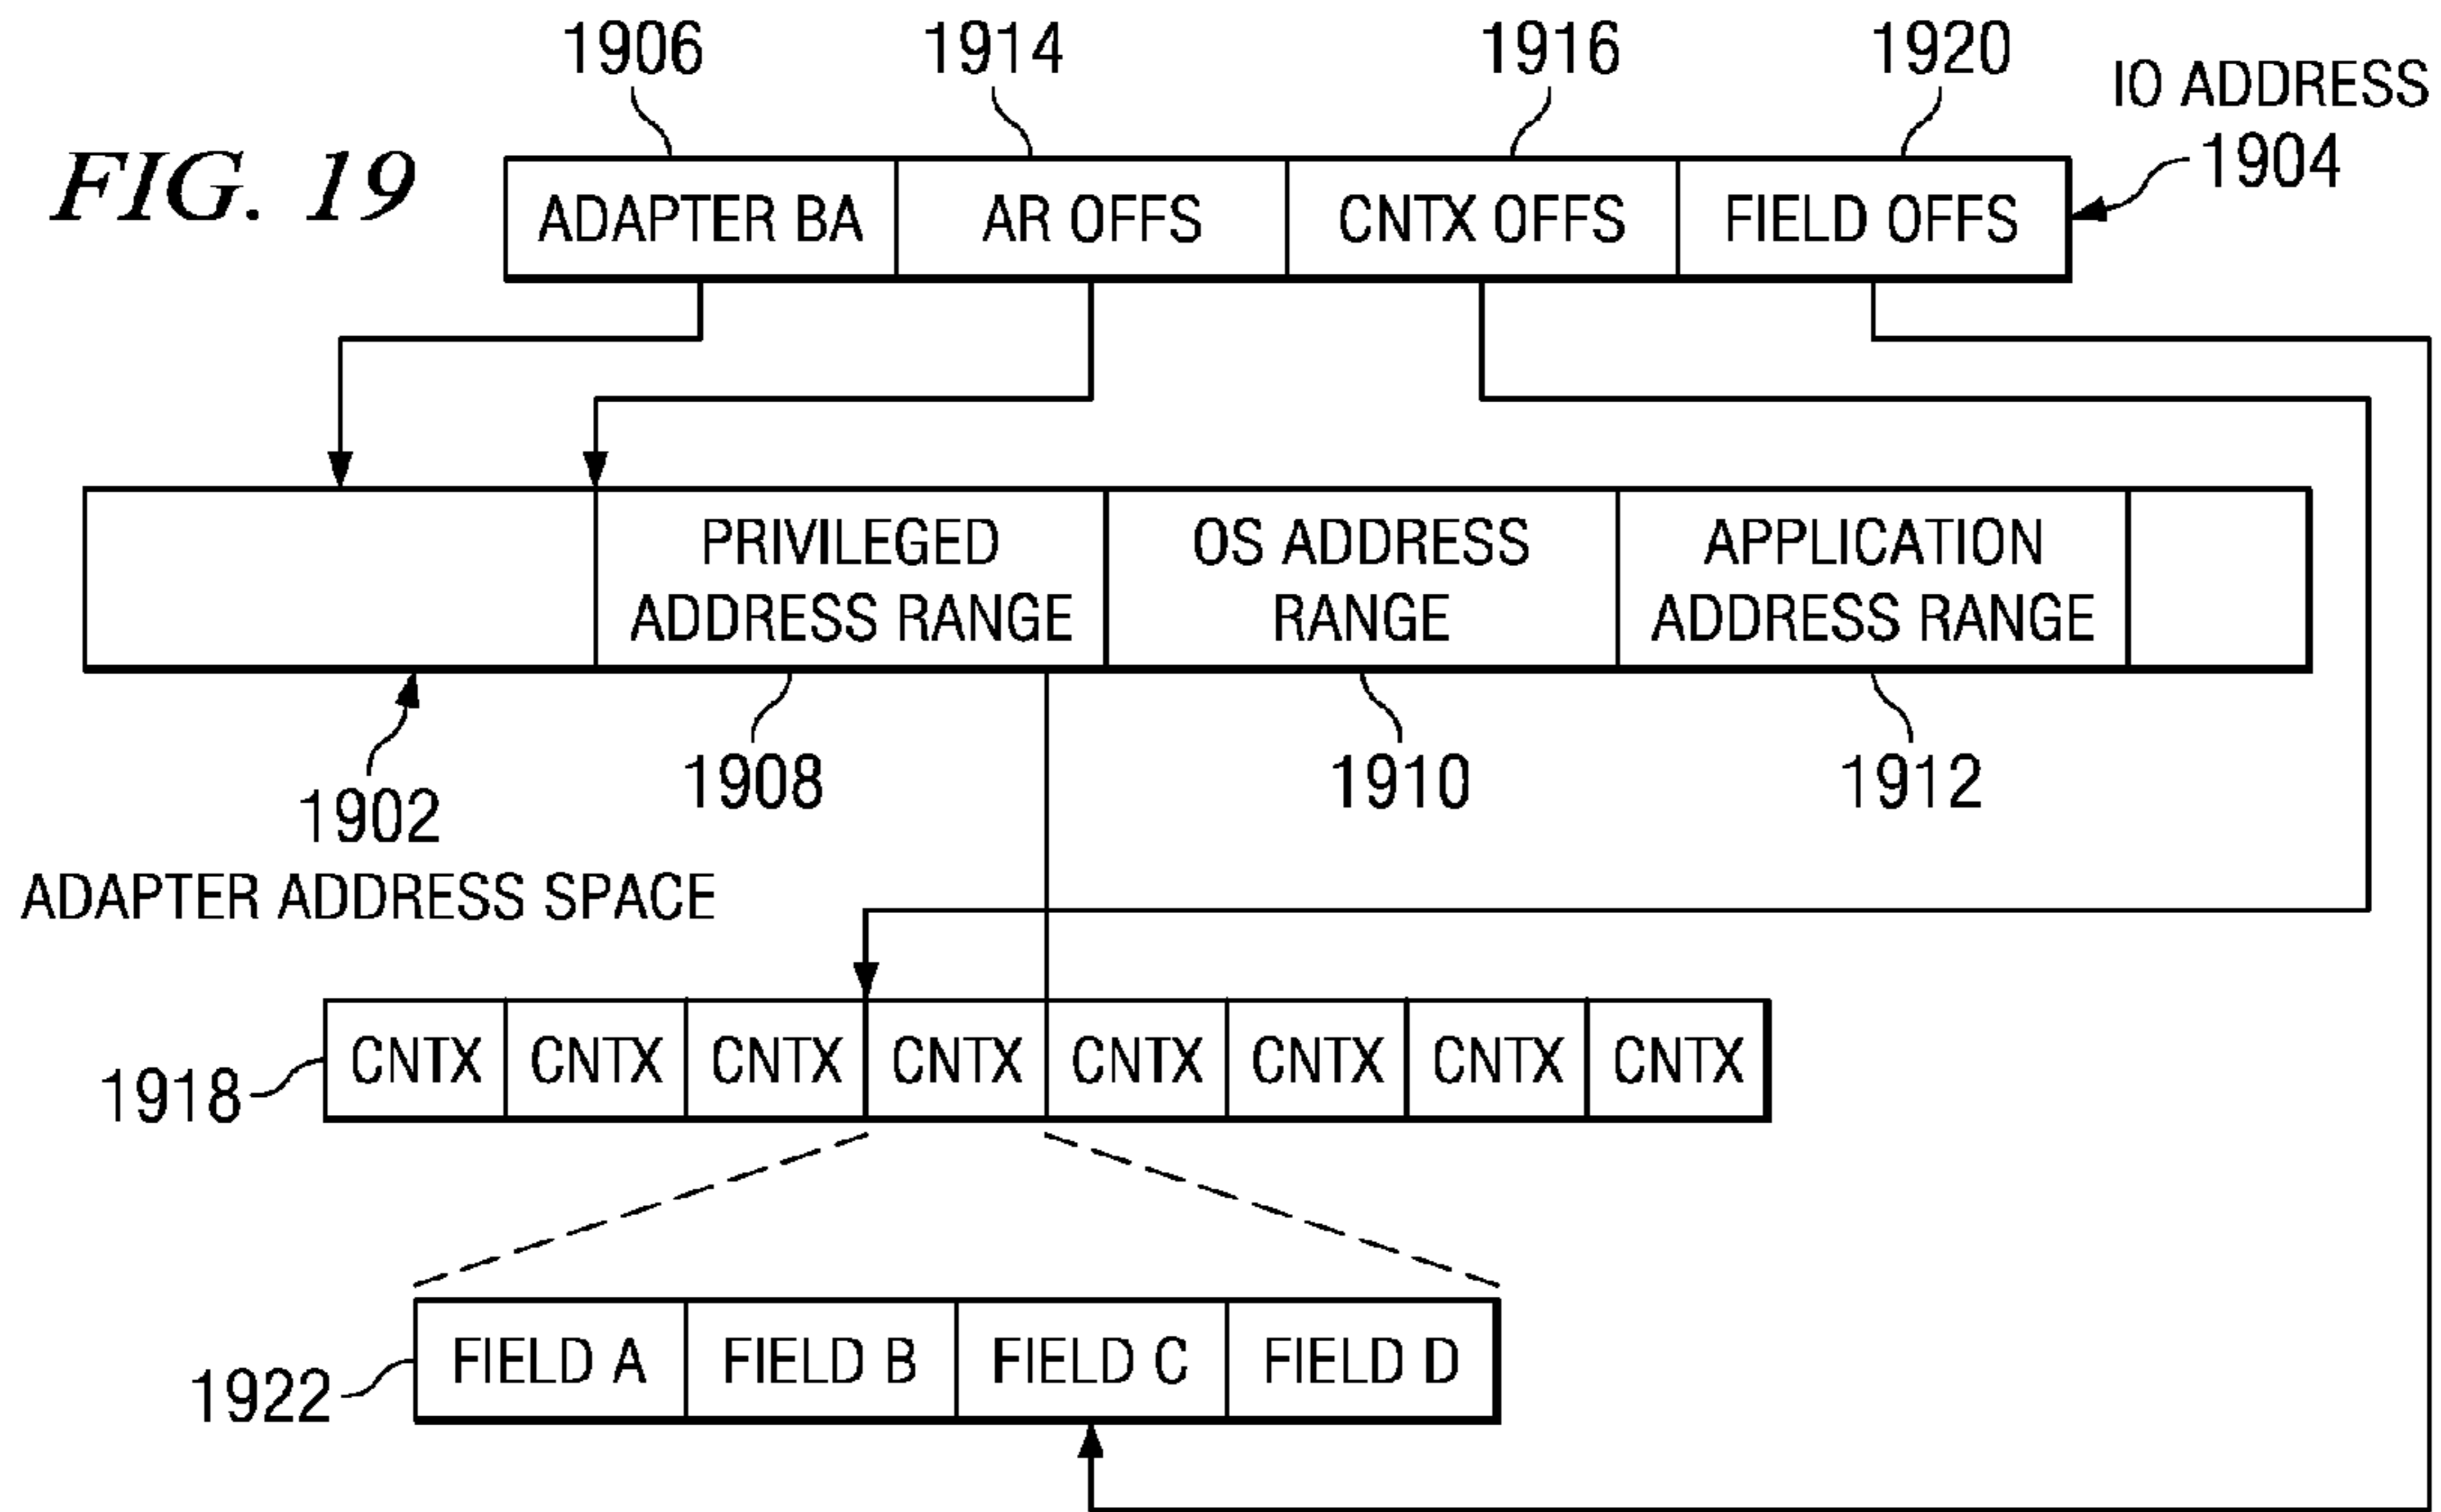 1906 1914 1916 1920
IO ADDRESS
1904
FIG. 19
ADAPTER BA AR OFFS CNTX OFFS FIELD OFFS
PRIVILEGED
ADDRESS RANGE
OS ADDRESS
RANGE
APPLICATION
ADDRESS RANGE
1902
ADAPTER ADDRESS SPACE
1908 1910 1912
CNTX CNTX CNTX CNTX CNTX CNTX CNTX CNTX
1918
FIELD A FIELD B FIELD C FIELD D
1922